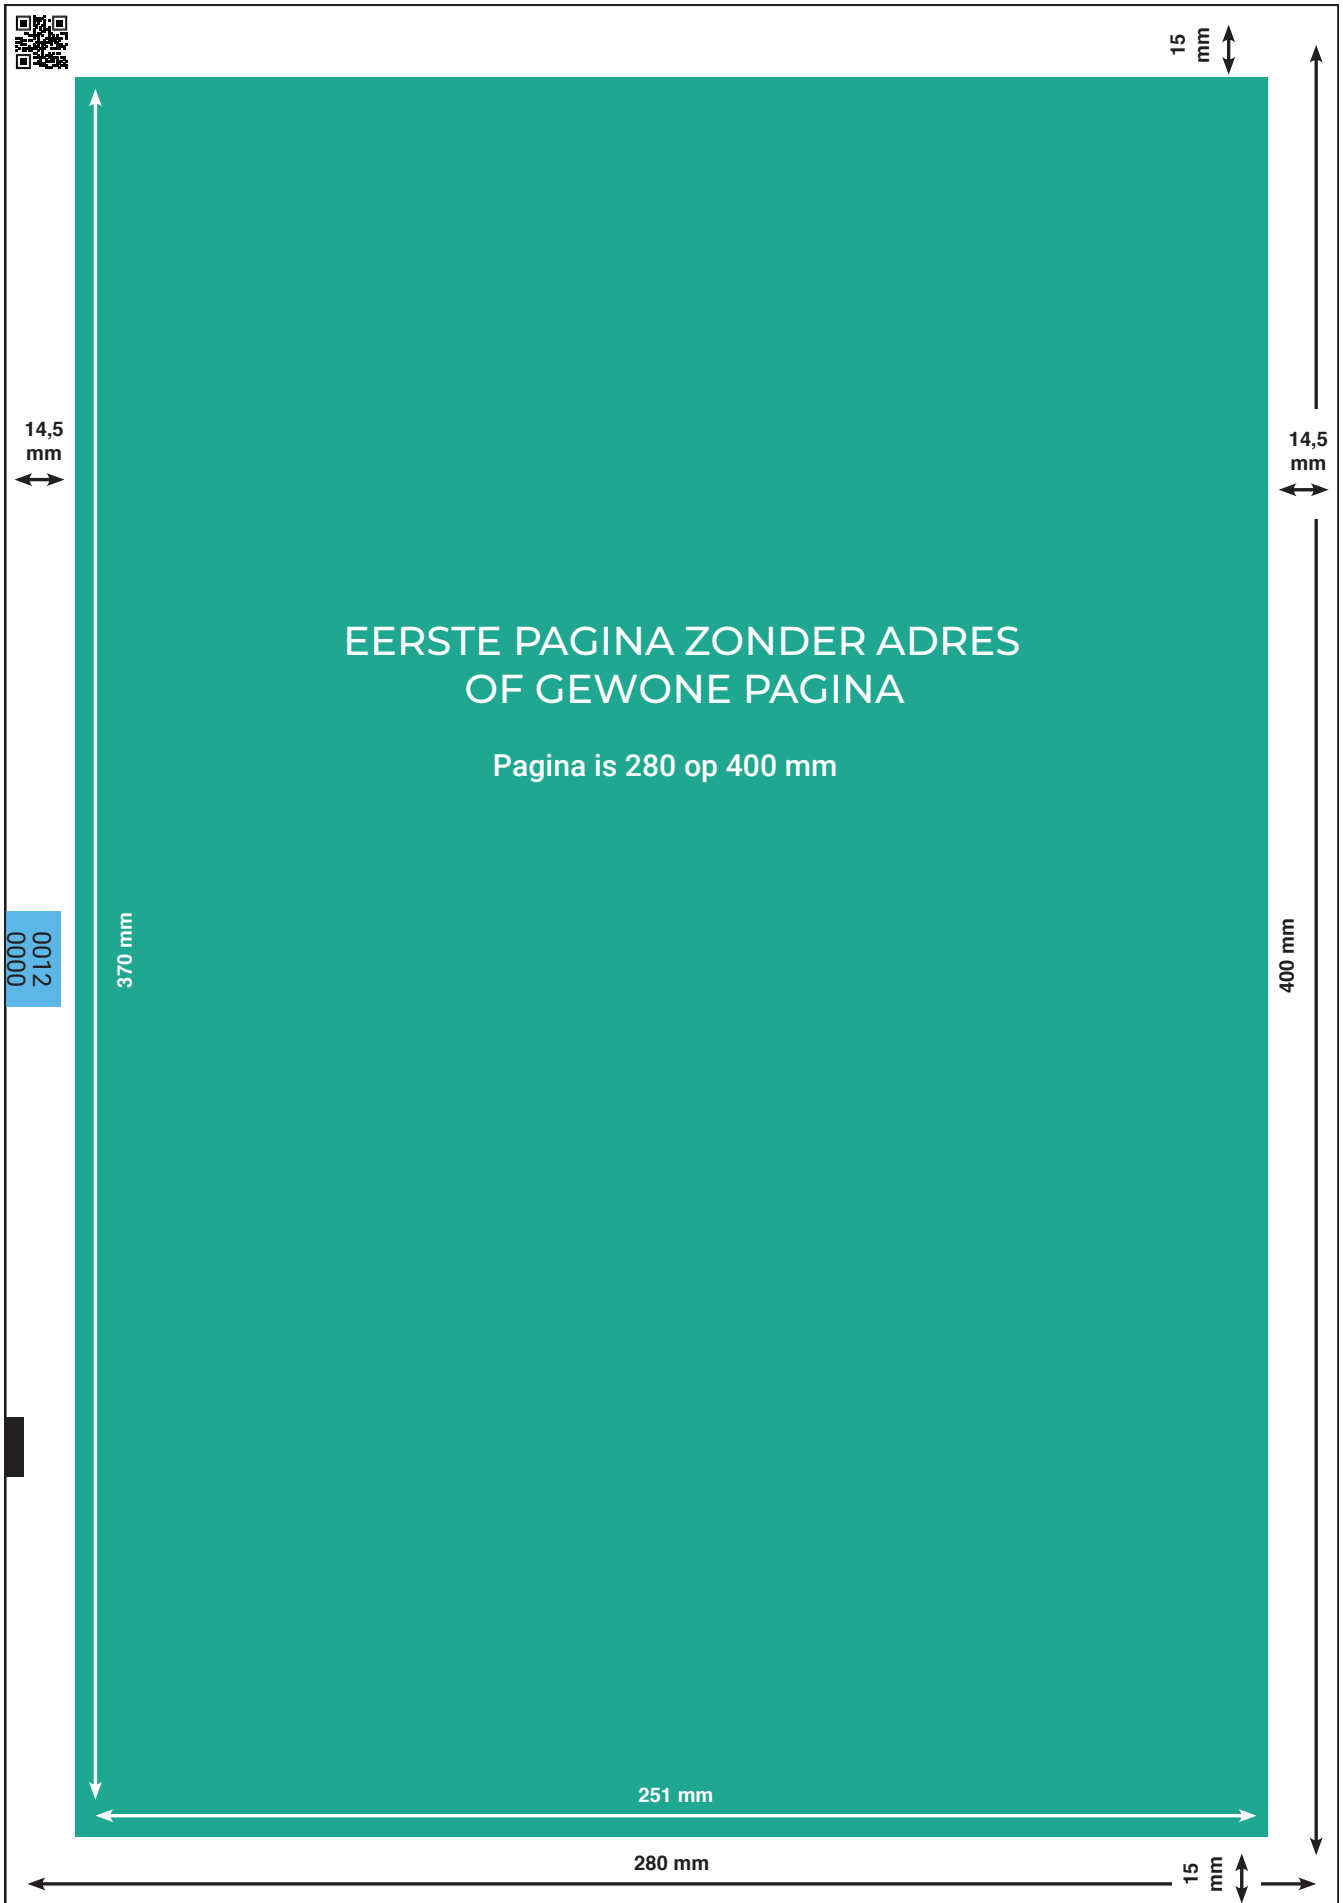 15
mm
14,5
mm
14,5
mm
EERSTE PAGINA ZONDER ADRES
OF GEWONE PAGINA
Pagina is 280 op 400 mm
0012
0000
370 mm
400 mm
251 mm
280 mm
15
mm